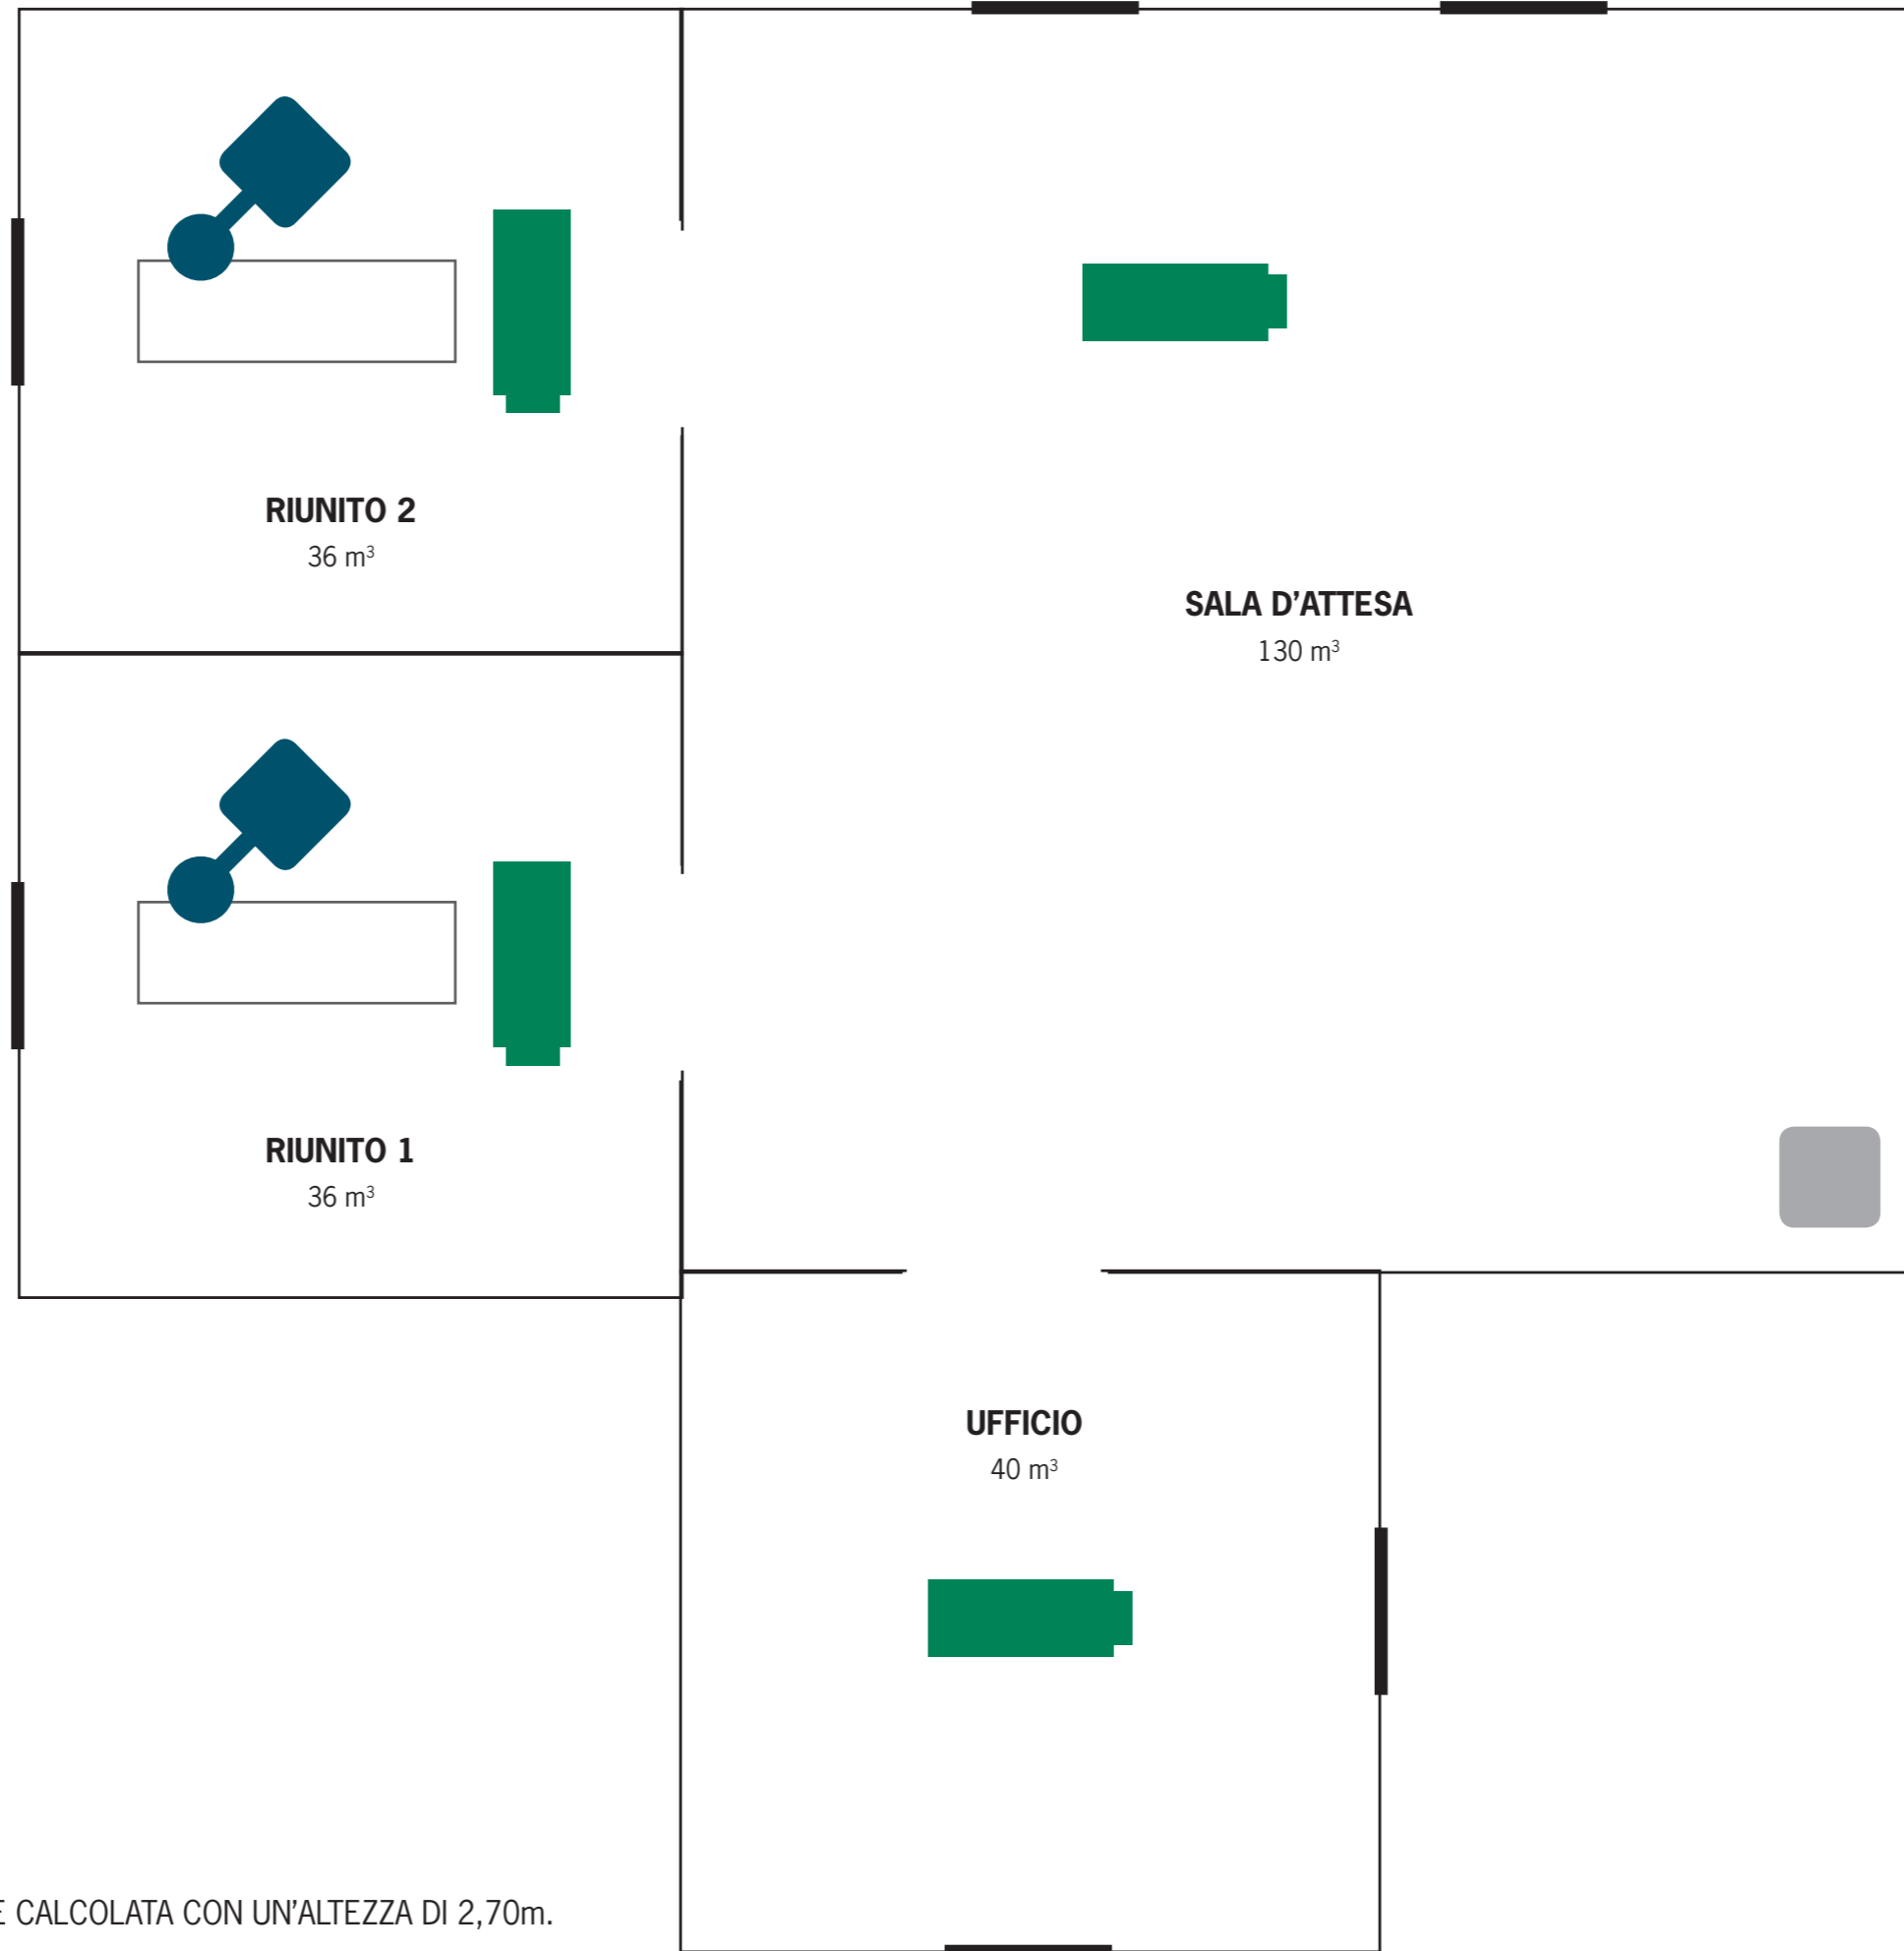 RIUNITO 2
36 m³
SALA D’ATTESA
130 m³
RIUNITO 1
36 m³
UFFICIO
40 m³
CALCOLATA CON UN’ALTEZZA DI 2,70m.